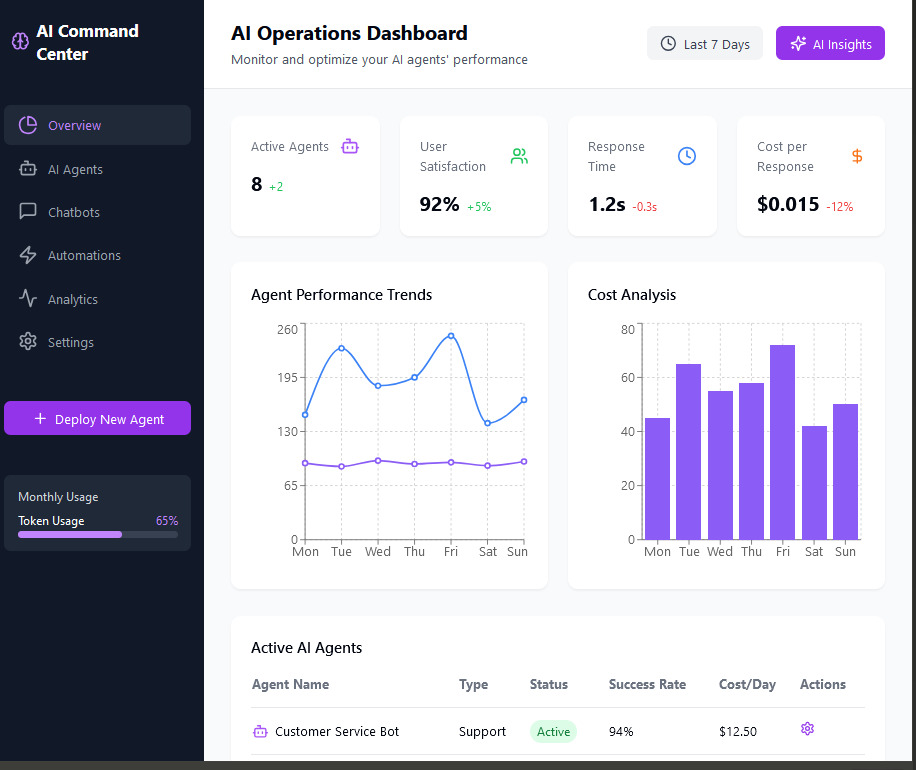 AI Command
Center
Overview
AI Agents
Chatbots
Automations
Analytics
Settings
Deploy New Agent
Monthly Usage
Token Usage 65%
AI Operations Dashboard
Monitor and optimize your AI agents' performance
Last 7 Days
AI Insights
Active Agents
8 +2
User
Satisfaction
92% +5%
Response
Time
1.2s -0.3s
Cost per
Response
$0.015 -12%
Agent Performance Trends
260
195
130
65
0
Mon Tue Wed Thu Fri Sat Sun
Cost Analysis
80
60
40
20
0
Mon Tue Wed Thu Fri Sat Sun
Active AI Agents
Agent Name Type Status Success Rate Cost/Day Actions
Customer Service Bot Support Active 94% $12.50